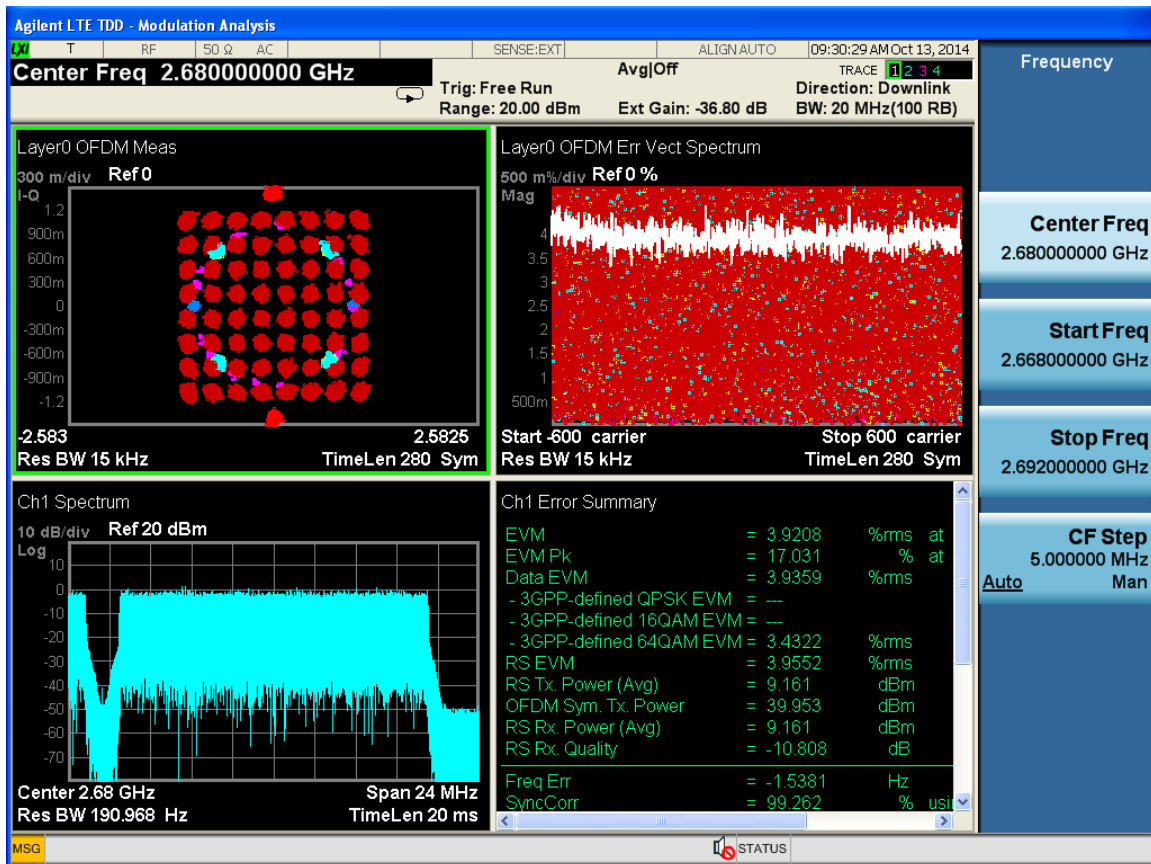 Agilent LTE TDD - Modulation Analysis
LXI T RF 50 Ω AC SENSE:EXT ALIGN AUTO 09:30:29 AM Oct 13, 2014
Center Freq 2.680000000 GHz
Trig: Free Run
Range: 20.00 dBm
Avg|Off
Ext Gain: -36.80 dB
TRACE 1 2 3 4
Direction: Downlink
BW: 20 MHz(100 RB)
Layer0 OFDM Meas
300 m/div Ref 0
I-Q
1.2
900m
600m
300m
0
-300m
-600m
-900m
-1.2
-2.583 2.5825
Res BW 15 kHz TimeLen 280 Sym
Layer0 OFDM Err Vect Spectrum
500 m%/div Ref 0 %
Mag
4
3.5
3
2.5
2
1.5
1
500m
Start -600 carrier Stop 600 carrier
Res BW 15 kHz TimeLen 280 Sym
Ch1 Spectrum
10 dB/div Ref 20 dBm
Log
10
0
-10
-20
-30
-40
-50
-60
-70
Center 2.68 GHz Span 24 MHz
Res BW 190.968 Hz TimeLen 20 ms
Ch1 Error Summary
EVM = 3.9208 %rms at
EVM Pk = 17.031 % at
Data EVM = 3.9359 %rms
- 3GPP-defined QPSK EVM = ---
- 3GPP-defined 16QAM EVM = ---
- 3GPP-defined 64QAM EVM = 3.4322 %rms
RS EVM = 3.9552 %rms
RS Tx. Power (Avg) = 9.161 dBm
OFDM Sym. Tx. Power = 39.953 dBm
RS Rx. Power (Avg) = 9.161 dBm
RS Rx. Quality = -10.808 dB
Freq Err = -1.5381 Hz
SyncCorr = 99.262 % usi
Frequency
Center Freq
2.680000000 GHz
Start Freq
2.668000000 GHz
Stop Freq
2.692000000 GHz
CF Step
5.000000 MHz
Auto Man
MSG STATUS